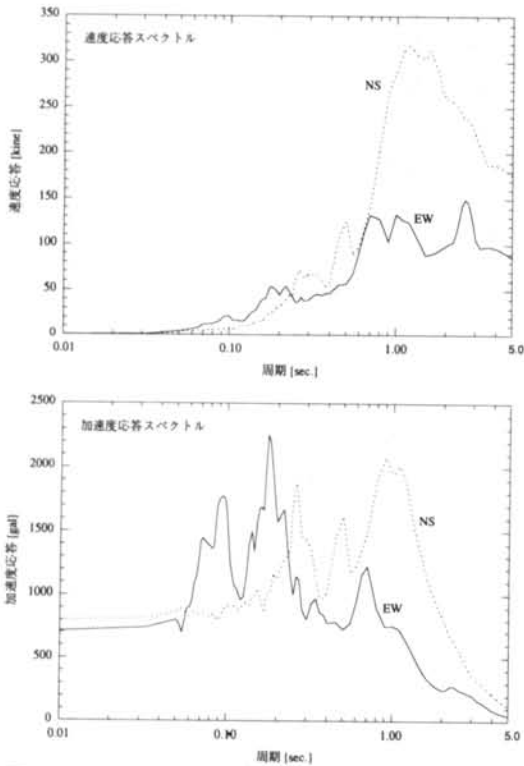 350
速度応答スペクトル
300
NS
250
速度応答 [kine]
200
150
EW
100
50
0
0.01
0.10
1.00
5.0
周期 [sec.]
2500
加速度応答スペクトル
2000
NS
加速度応答 [gal]
1500
1000
EW
500
0
0.01
0.10
1.00
5.0
周期 [sec.]